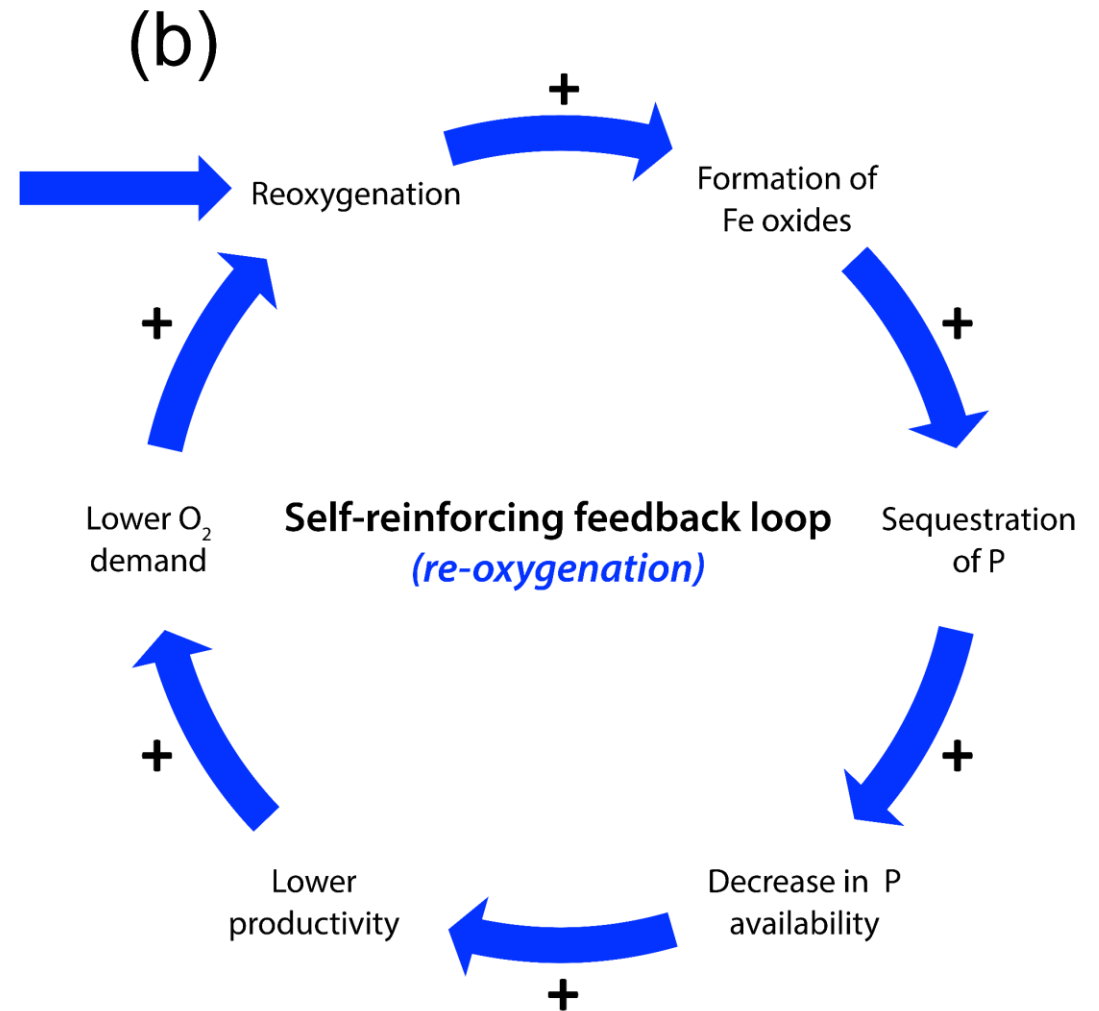 (b)
+
Reoxygenation
Formation of
Fe oxides
+
+
Lower O₂
demand
Self-reinforcing feedback loop
(re-oxygenation)
Sequestration
of P
+
+
Lower
productivity
Decrease in P
availability
+